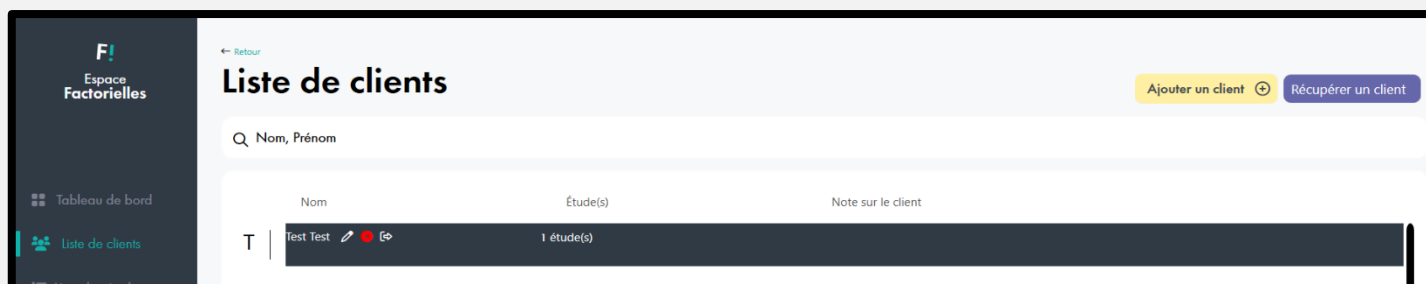 F!
Espace
Factorielles
Tableau de bord
Liste de clients
← Retour
Liste de clients
Ajouter un client
Récupérer un client
Nom, Prénom
Nom Étude(s) Note sur le client
T Test Test 1 étude(s)